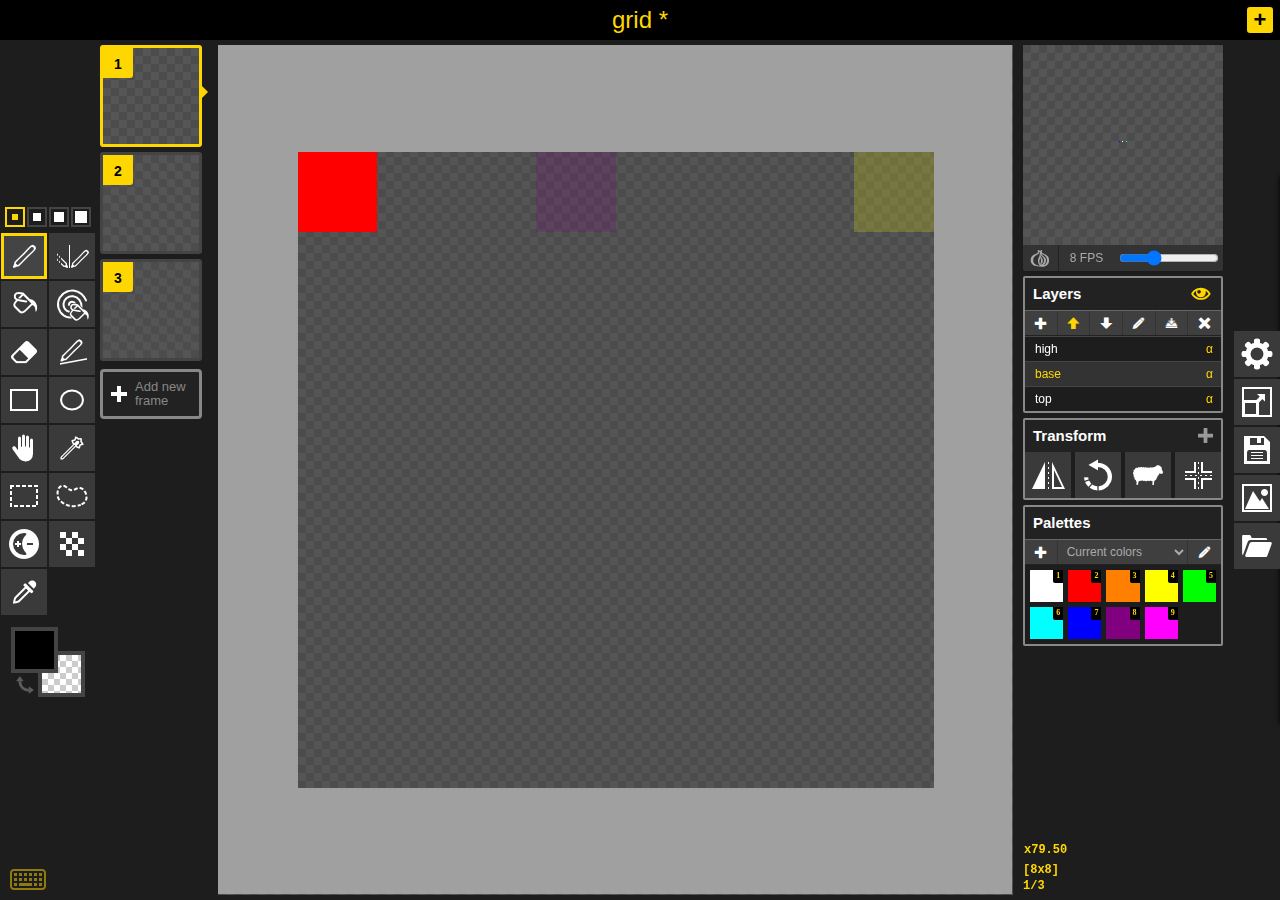 grid *
+
1
2
3
Add new
frame
8 FPS
Layers
high α
base α
top α
Transform
Palettes
Current colors
1 2 3 4 5
6 7 8 9
x79.50
[8x8]
1/3